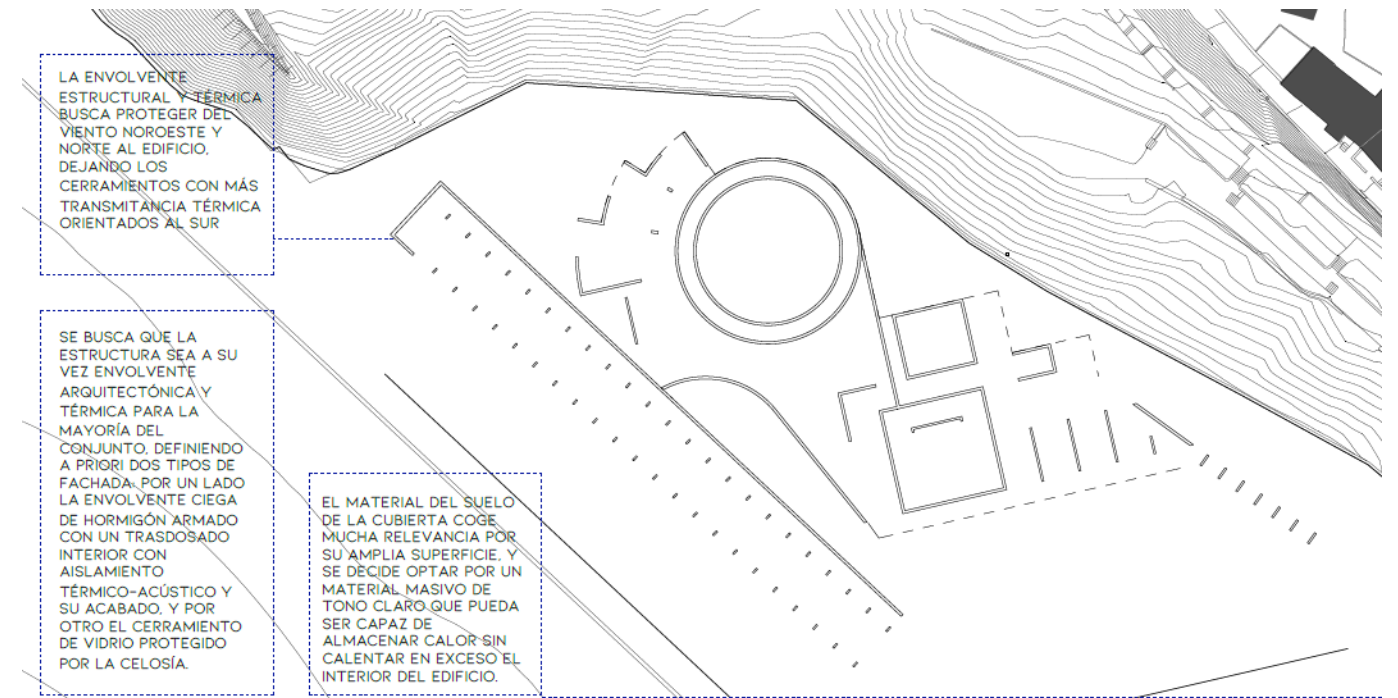 LA ENVOLVENTE
ESTRUCTURAL Y TÉRMICA
BUSCA PROTEGER DEL
VIENTO NOROESTE Y
NORTE AL EDIFICIO,
DEJANDO LOS
CERRAMIENTOS CON MÁS
TRANSMITANCIA TÉRMICA
ORIENTADOS AL SUR
SE BUSCA QUE LA
ESTRUCTURA SEA A SU
VEZ ENVOLVENTE
ARQUITECTÓNICA Y
TÉRMICA PARA LA
MAYORÍA DEL
CONJUNTO, DEFINIENDO
A PRIORI DOS TIPOS DE
FACHADA: POR UN LADO
LA ENVOLVENTE CIEGA
DE HORMIGÓN ARMADO
CON UN TRASDOSADO
INTERIOR CON
AISLAMIENTO
TÉRMICO-ACÚSTICO Y
SU ACABADO, Y POR
OTRO EL CERRAMIENTO
DE VIDRIO PROTEGIDO
POR LA CELOSÍA.
EL MATERIAL DEL SUELO
DE LA CUBIERTA COGE
MUCHA RELEVANCIA POR
SU AMPLIA SUPERFICIE, Y
SE DECIDE OPTAR POR UN
MATERIAL MASIVO DE
TONO CLARO QUE PUEDA
SER CAPAZ DE
ALMACENAR CALOR SIN
CALENTAR EN EXCESO EL
INTERIOR DEL EDIFICIO.